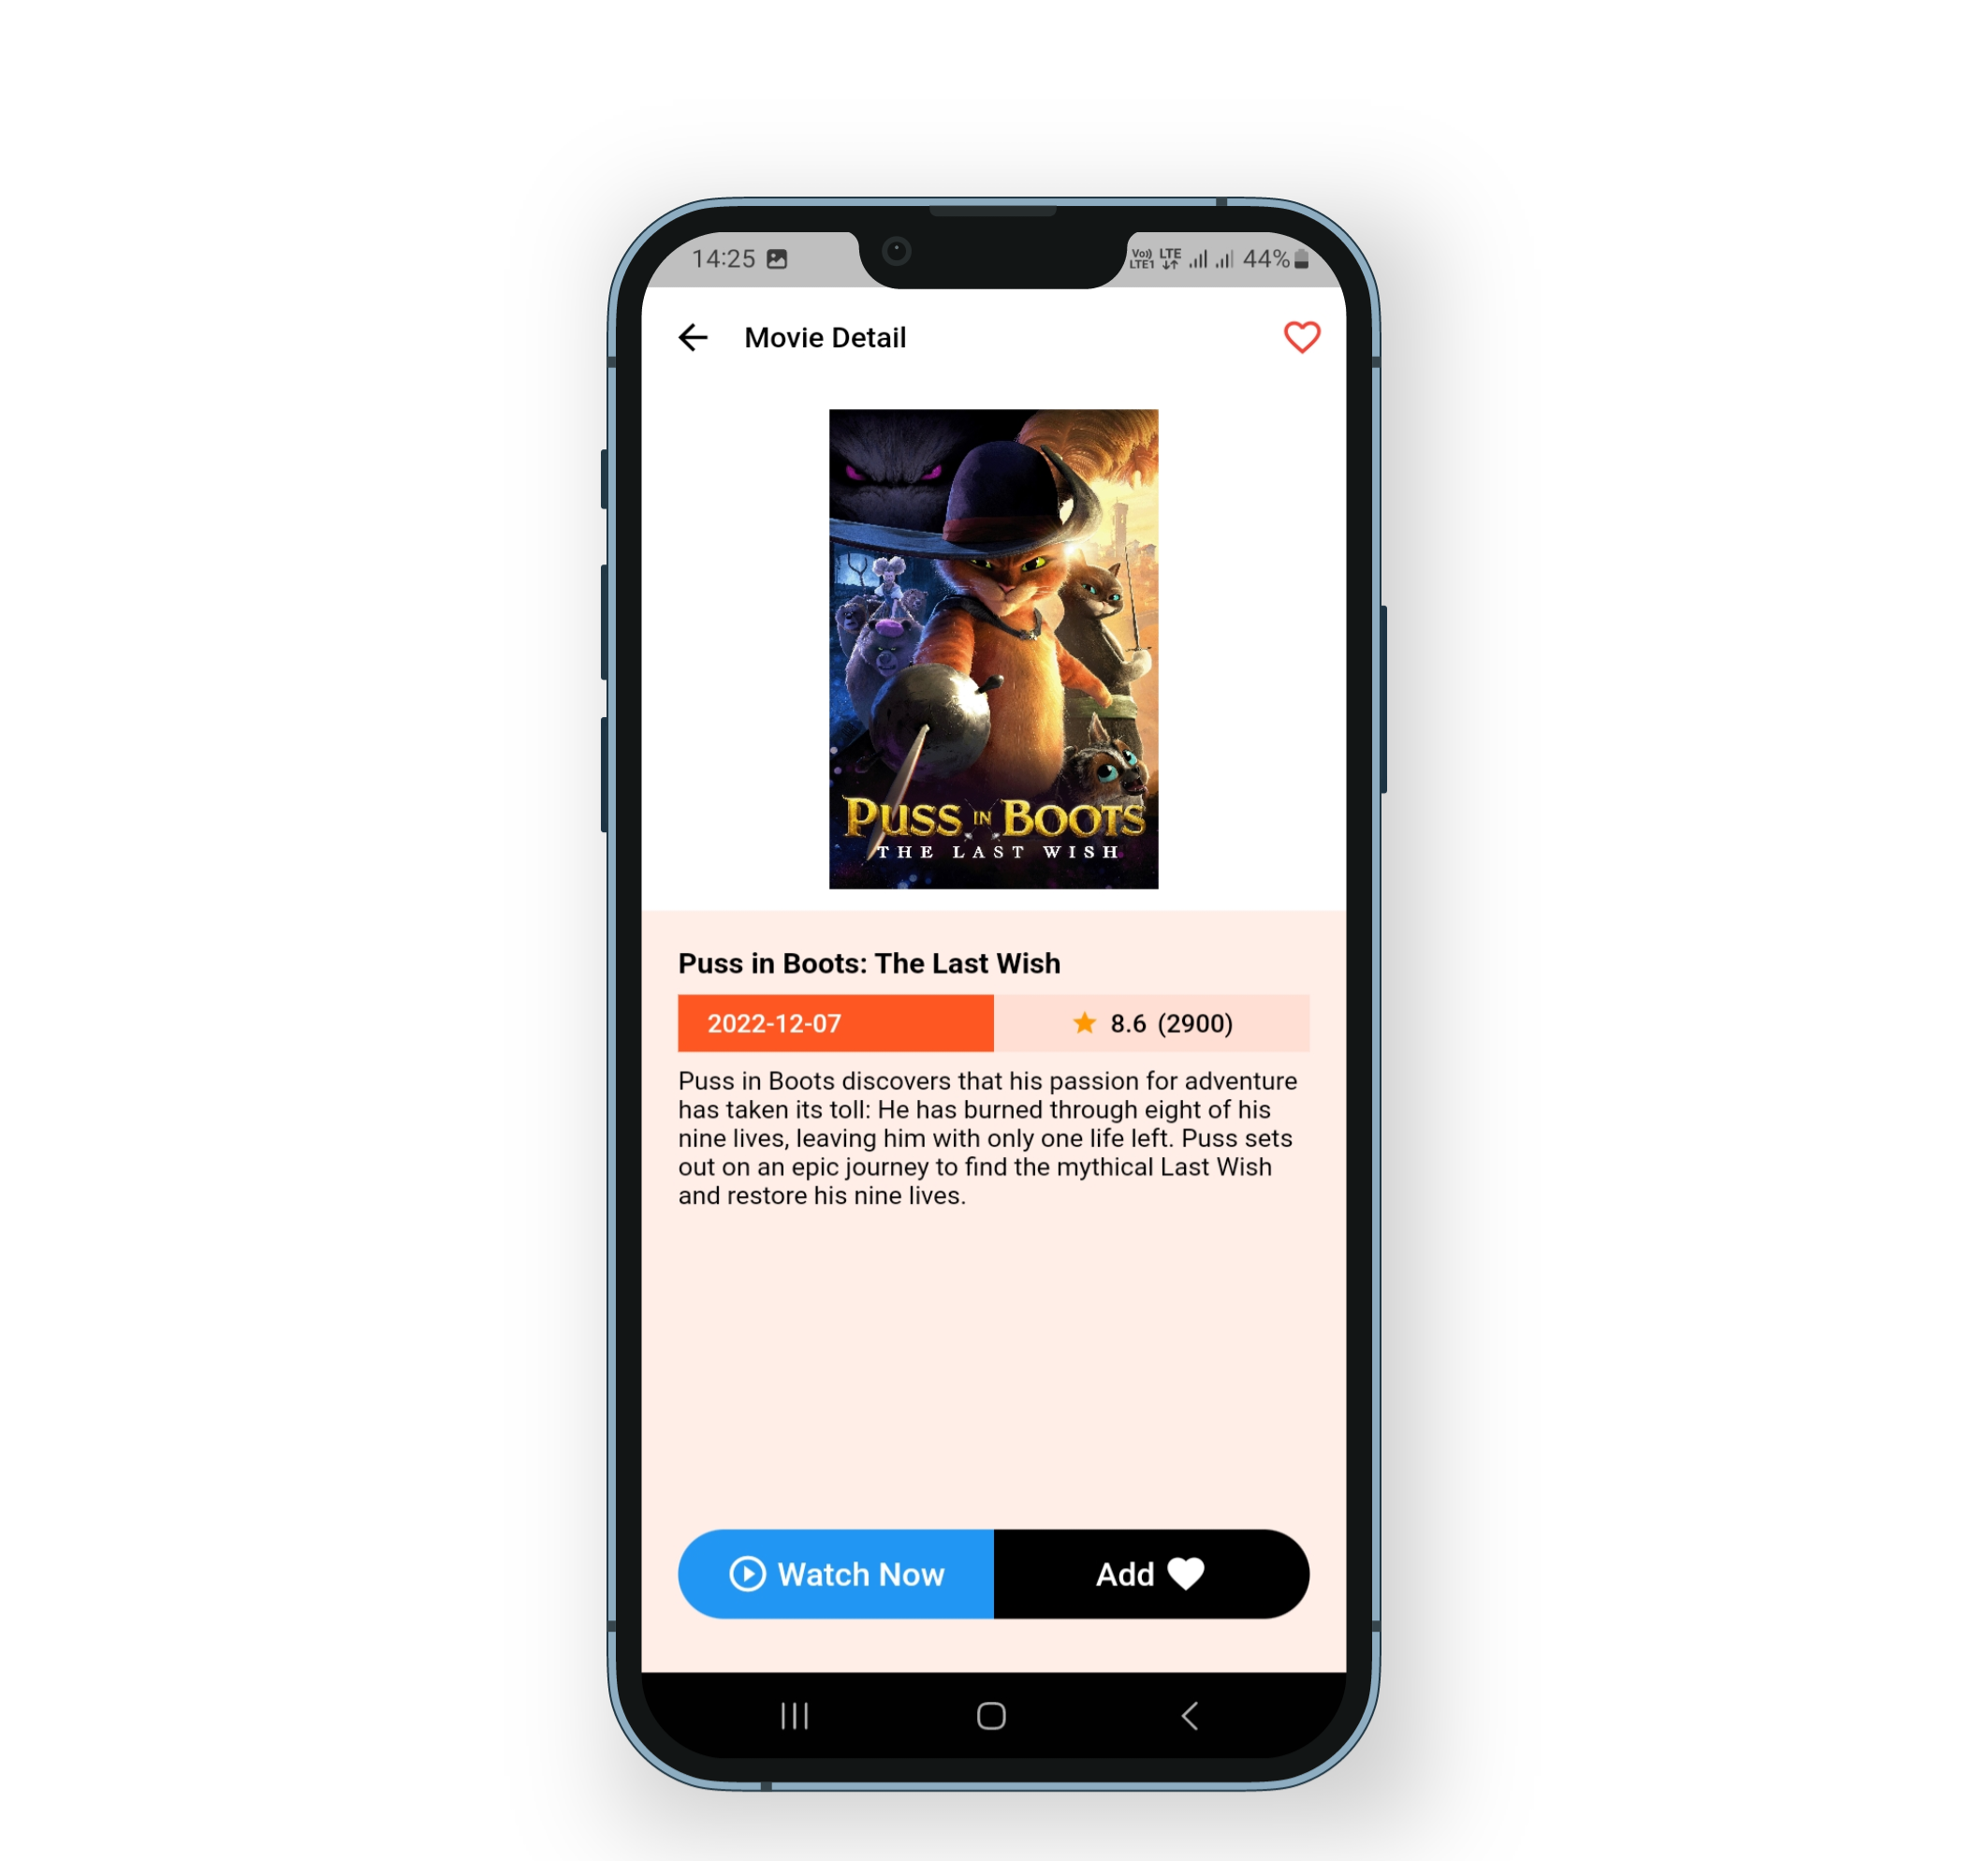 14:25
Vo)) LTE
LTE1
44%
Movie Detail
PUSS IN BOOTS
THE LAST WISH
Puss in Boots: The Last Wish
2022-12-07
8.6 (2900)
Puss in Boots discovers that his passion for adventure
has taken its toll: He has burned through eight of his
nine lives, leaving him with only one life left. Puss sets
out on an epic journey to find the mythical Last Wish
and restore his nine lives.
Watch Now
Add